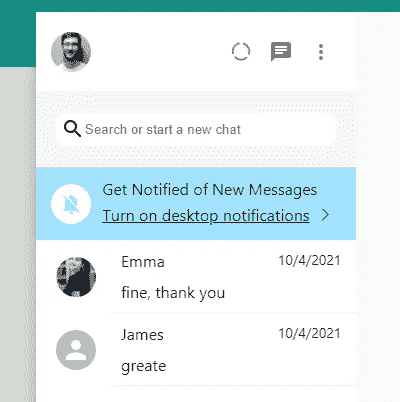 Search or start a new chat
Get Notified of New Messages
Turn on desktop notifications
Emma 10/4/2021
fine, thank you
James 10/4/2021
greate